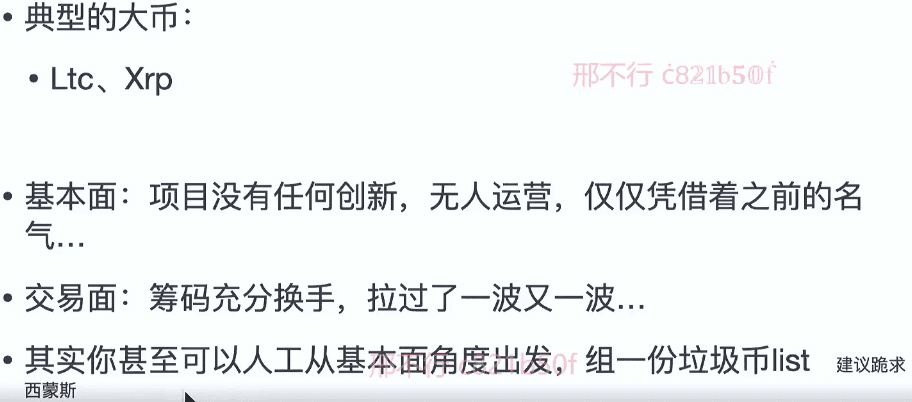 • 典型的大币：
• Ltc、Xrp
邢不行 c821b50f
• 基本面：项目没有任何创新，无人运营，仅仅凭借着之前的名
气…
• 交易面：筹码充分换手，拉过了一波又一波…
• 其实你甚至可以人工从基本面角度出发，组一份垃圾币list 建议跪求
邢不行 c821b50f
西蒙斯